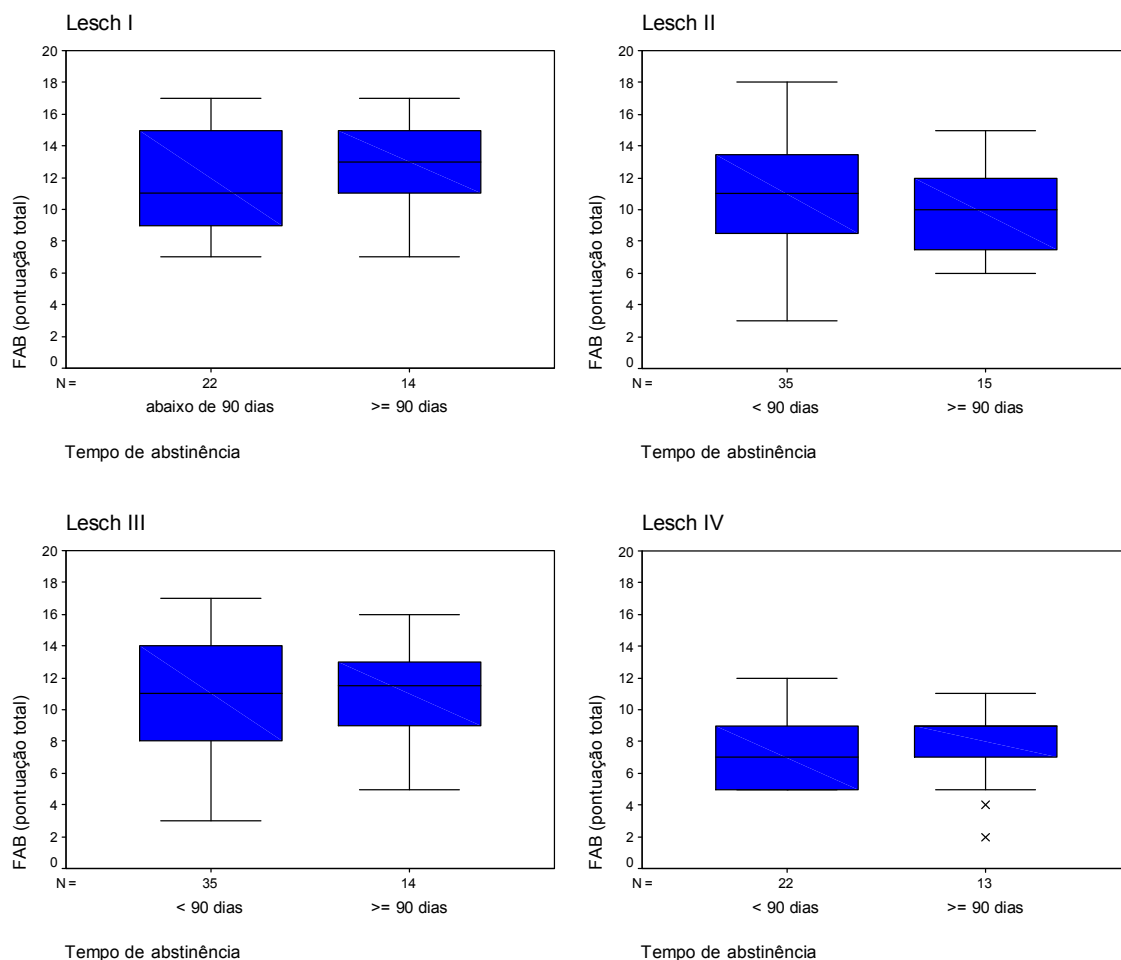 Lesch I
20
18
16
14
12
10
8
6
4
2
0
FAB (pontuação total)
N =
22
14
abaixo de 90 dias
>= 90 dias
Tempo de abstinência
Lesch II
20
18
16
14
12
10
8
6
4
2
0
FAB (pontuação total)
N =
35
15
< 90 dias
>= 90 dias
Tempo de abstinência
Lesch III
20
18
16
14
12
10
8
6
4
2
0
FAB (pontuação total)
N =
35
14
< 90 dias
>= 90 dias
Tempo de abstinência
Lesch IV
20
18
16
14
12
10
8
6
4
2
0
FAB (pontuação total)
N =
22
13
< 90 dias
>= 90 dias
Tempo de abstinência